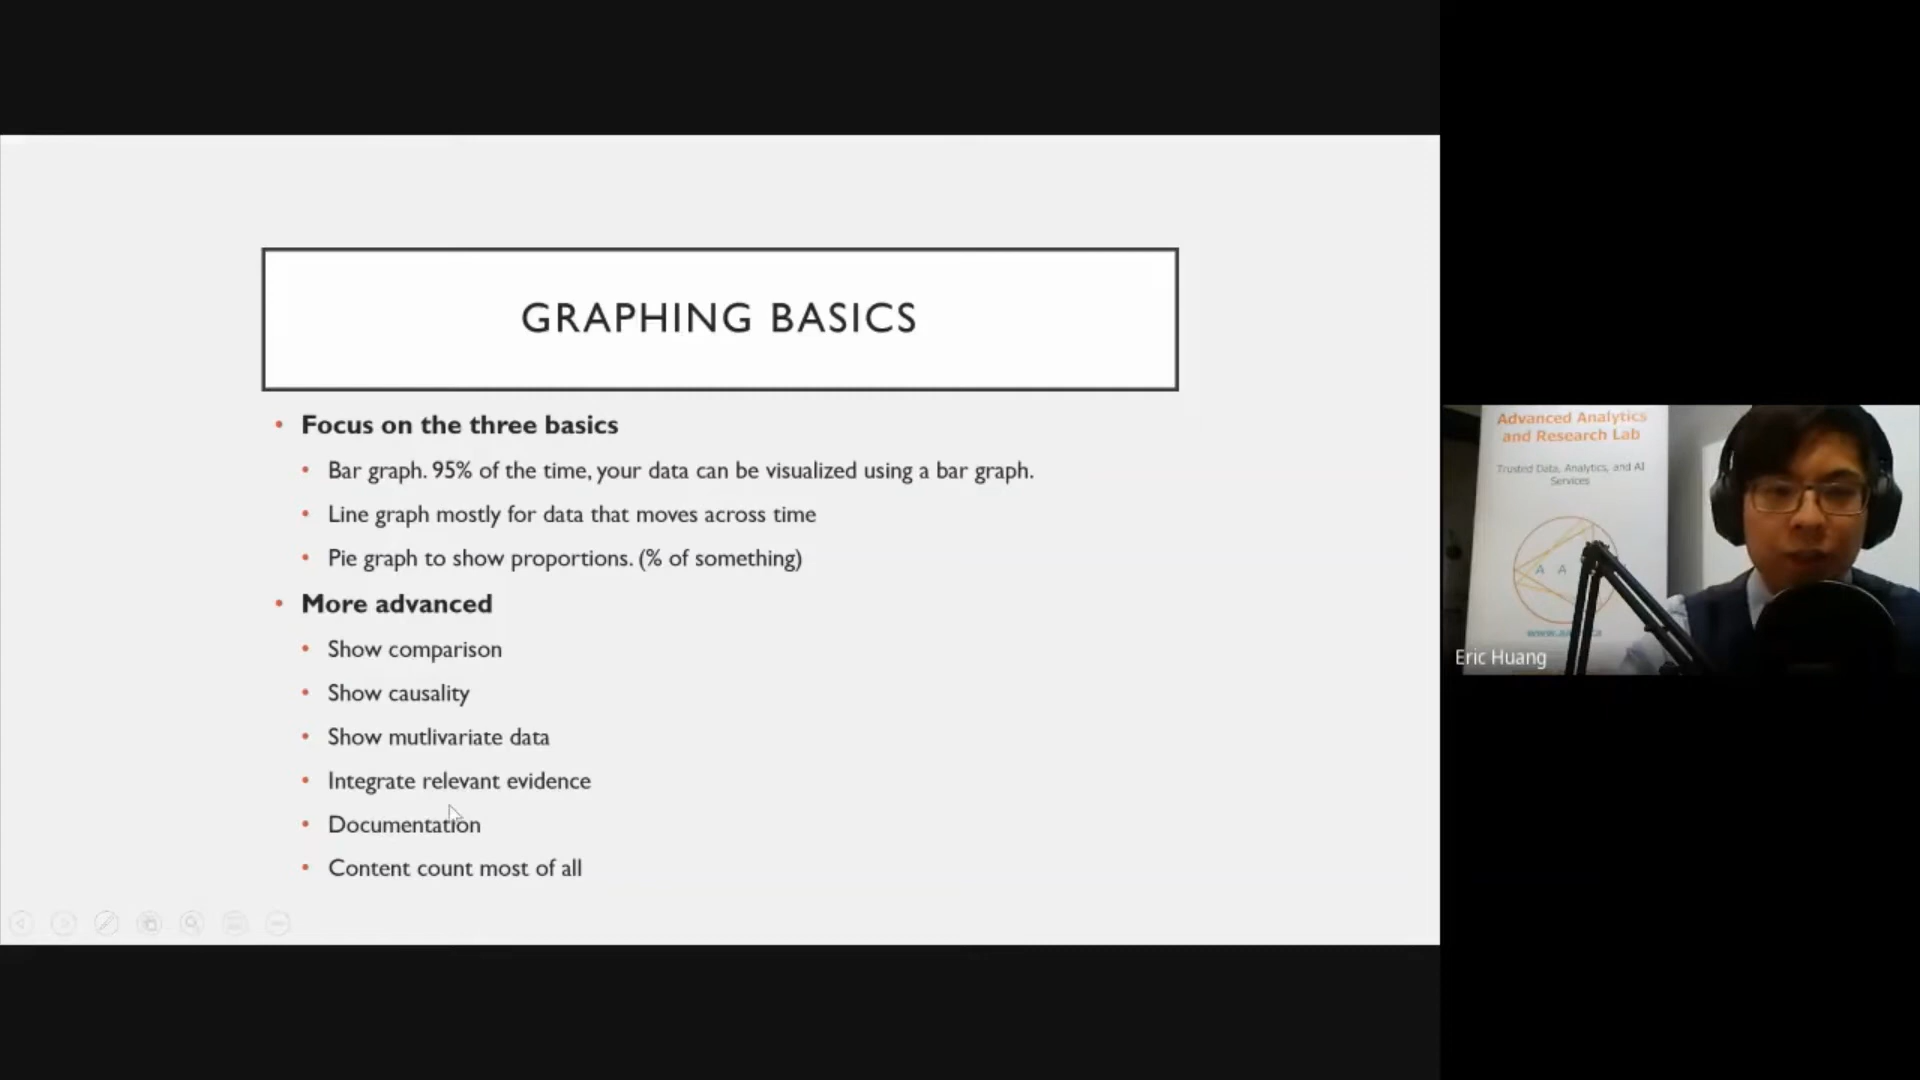 GRAPHING BASICS
Focus on the three basics
Bar graph. 95% of the time, your data can be visualized using a bar graph.
Line graph mostly for data that moves across time
Pie graph to show proportions. (% of something)
More advanced
Show comparison
Show causality
Show mutlivariate data
Integrate relevant evidence
Documentation
Content count most of all
Advanced Analytics
and Research Lab
Trusted Data, Analytics, and AI
Services
A A
Eric Huang